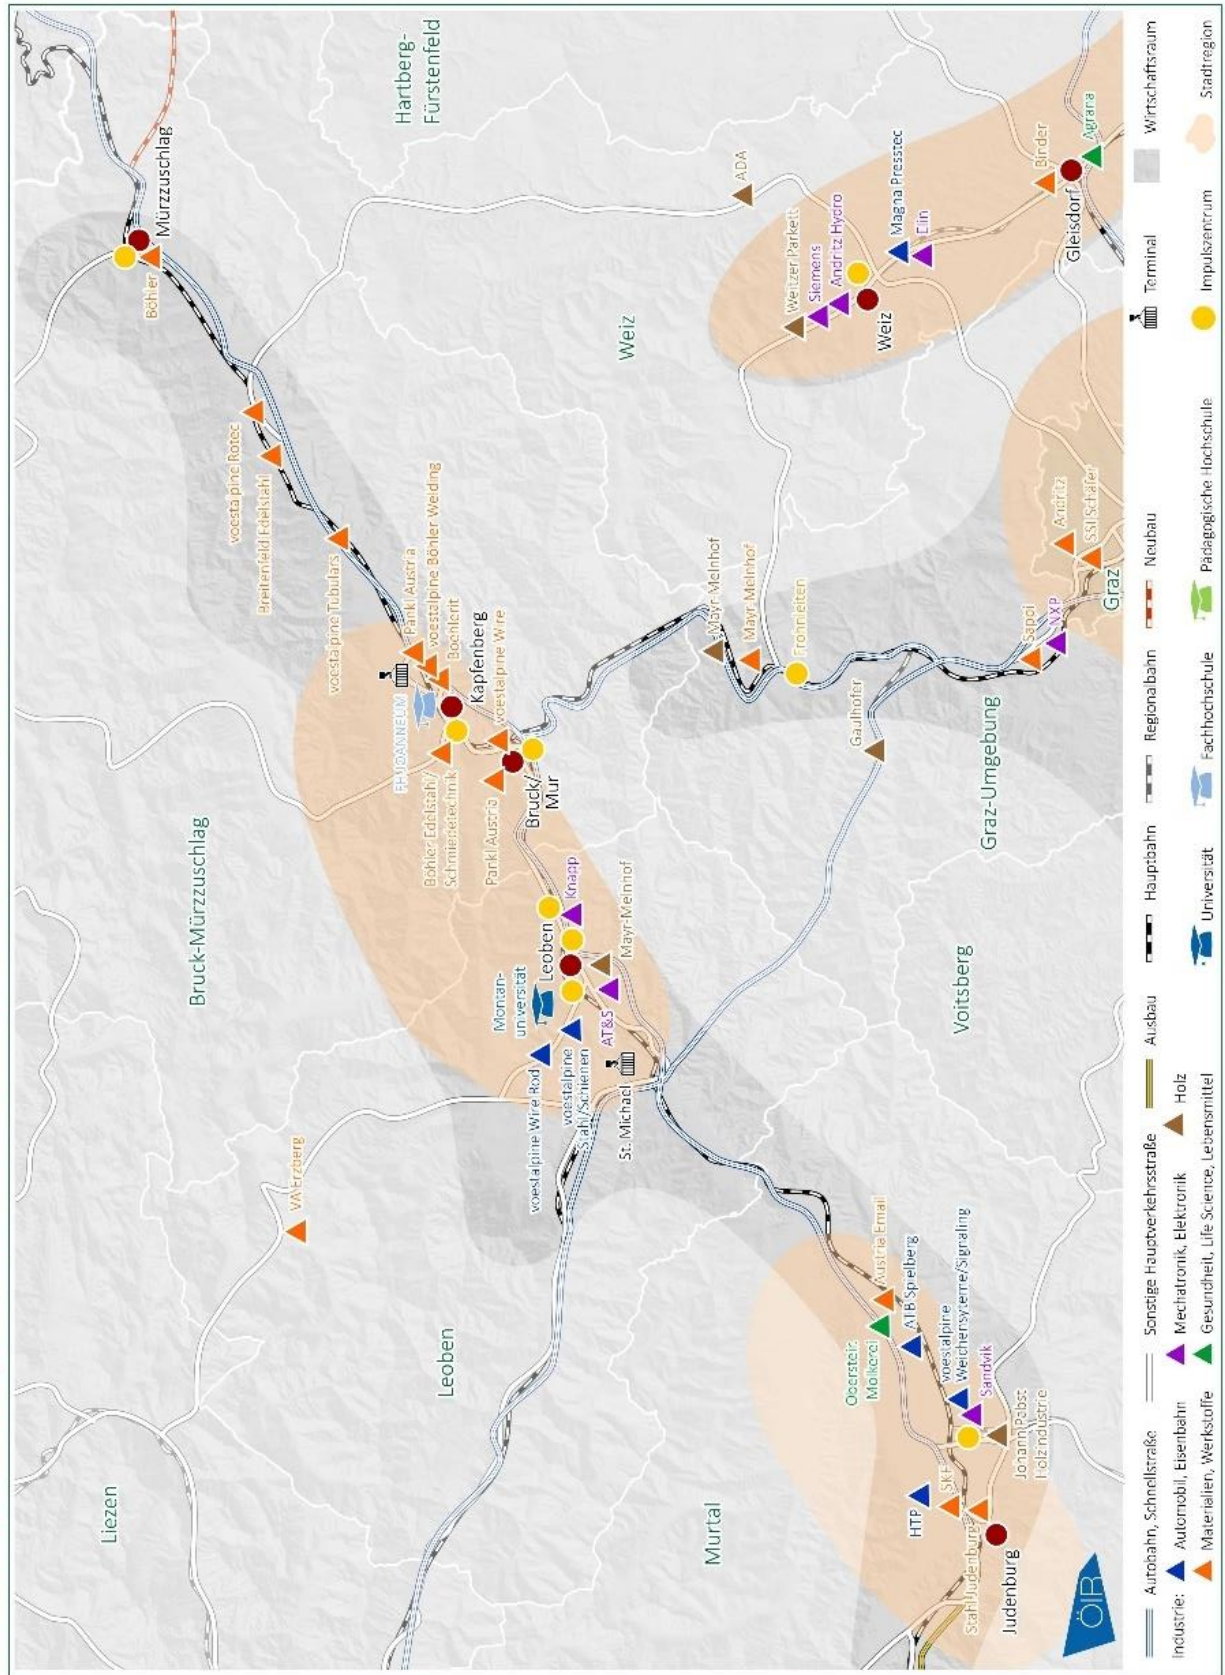 Liezen
Leoben
Bruck-Mürzzuschlag
Hartberg-
Fürstenfeld
Murtal
Voitsberg
Graz-Umgebung
Weiz
VA Erzberg
Mürzzuschlag
Böhler
voestalpine Rotec
Breitenfeld Edelstahl
voestalpine Tubulars
Pankl Austria
voestalpine Böhler Welding
Boehlerit
Kapfenberg
voestalpine Wire
FH JOANNEUM
Böhler Edelstahl/
Schmiedetechnik
Pankl Austria
Bruck/
Mur
Leoben
Knapp
Mayr-Melnhof
Montan-
universität
AT&S
voestalpine Wire Rod
voestalpine
Stahl/Schienen
St. Michael
Mayr-Melnhof
Mayr Melnhof
Frohnleiten
Gaulhofer
Sappi
NXP
Andritz
SSI Schäfer
Graz
ADA
Weitzer Parkett
Siemens
Andritz Hydro
Weiz
Magna Presstec
Elin
Binder
Gleisdorf
Agrana
Austria Email
Obersteir.
Molkerei
ATB Spielberg
voestalpine
Weichensyteme/Signaling
Sandvik
Johann Pabst
Holzindustrie
HTP
SKF
Stahl Judenburg
Judenburg
ÖIR
Autobahn, Schnellstraße
Sonstige Hauptverkehrsstraße
Ausbau
Hauptbahn
Regionalbahn
Neubau
Terminal
Wirtschaftsraum
Industrie:
Automobil, Eisenbahn
Mechatronik, Elektronik
Holz
Materialien, Werkstoffe
Gesundheit, Life Science, Lebensmittel
Universität
Fachhochschule
Pädagogische Hochschule
Impulszentrum
Stadtregion